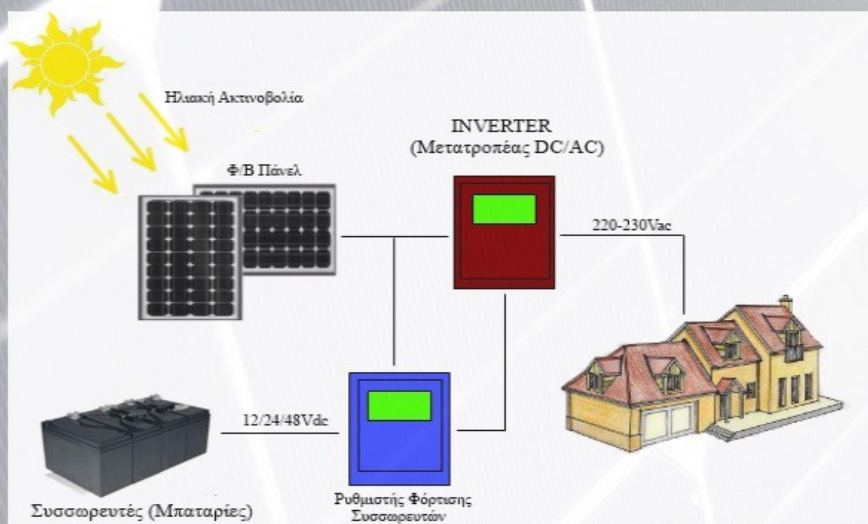 Ηλιακή Ακτινοβολία
INVERTER
(Μετατροπέας DC/AC)
Φ/Β Πάνελ
220-230Vac
12/24/48Vdc
Συσσωρευτές (Μπαταρίες)
Ρυθμιστής Φόρτισης
Συσσωρευτών